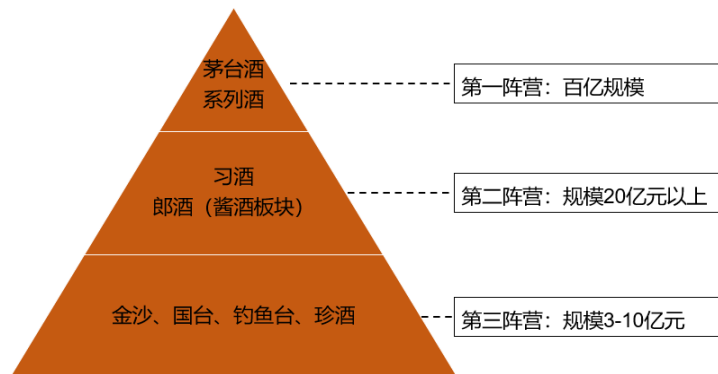 茅台酒
系列酒
第一阵营：百亿规模
习酒
郎酒（酱酒板块）
第二阵营：规模20亿元以上
金沙、国台、钓鱼台、珍酒
第三阵营：规模3-10亿元